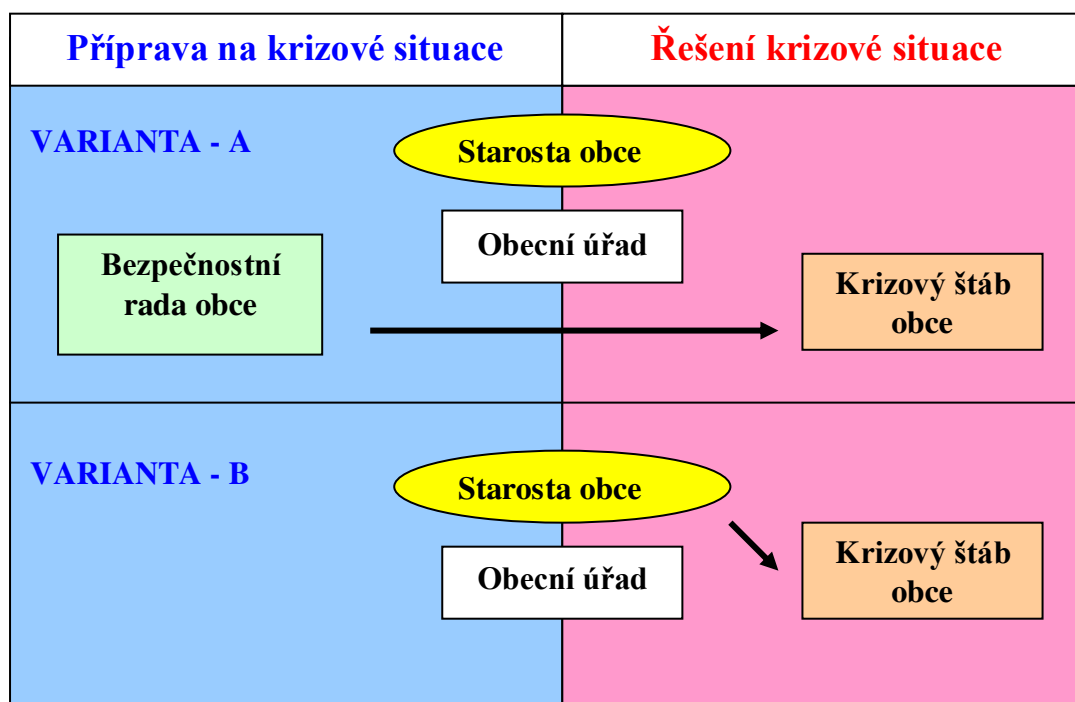 Příprava na krizové situace
Řešení krizové situace
VARIANTA - A
Starosta obce
Obecní úřad
Bezpečnostní
rada obce
Krizový štáb
obce
VARIANTA - B
Starosta obce
Obecní úřad
Krizový štáb
obce